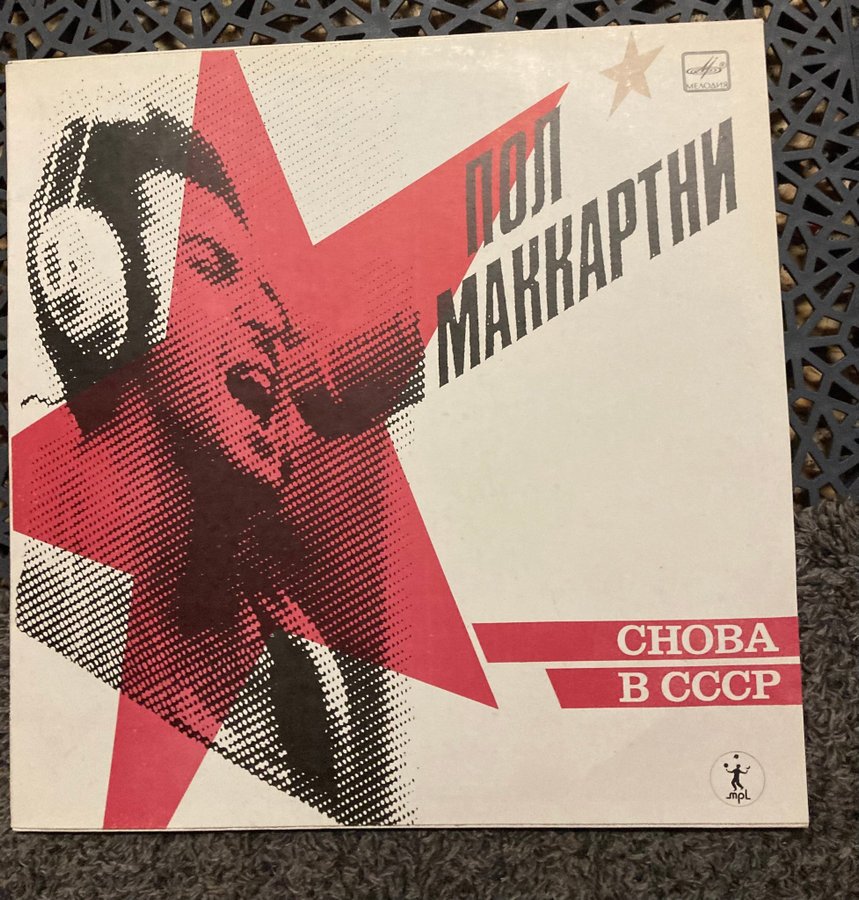 МЕЛОДИЯ
ПОЛ
МАККАРТНИ
СНОВА
В СССР
mpl